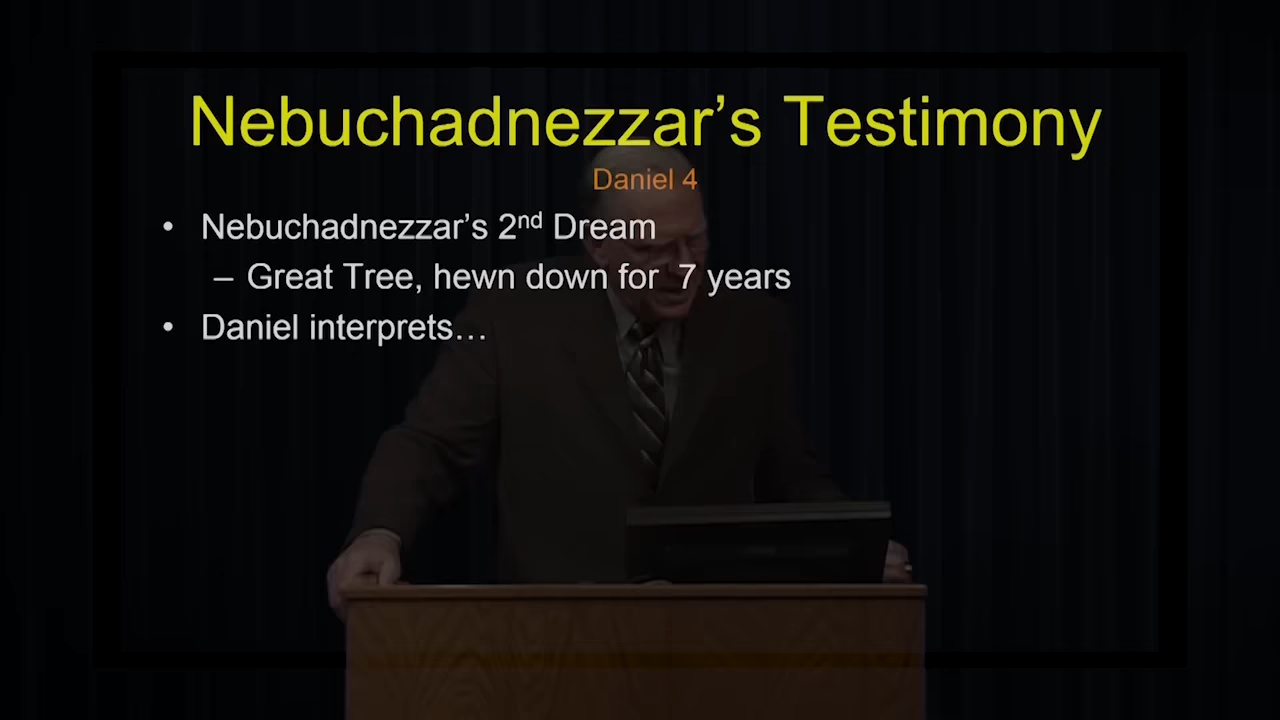 Nebuchadnezzar’s Testimony
Daniel 4
• Nebuchadnezzar’s 2nd Dream
– Great Tree, hewn down for 7 years
• Daniel interprets…